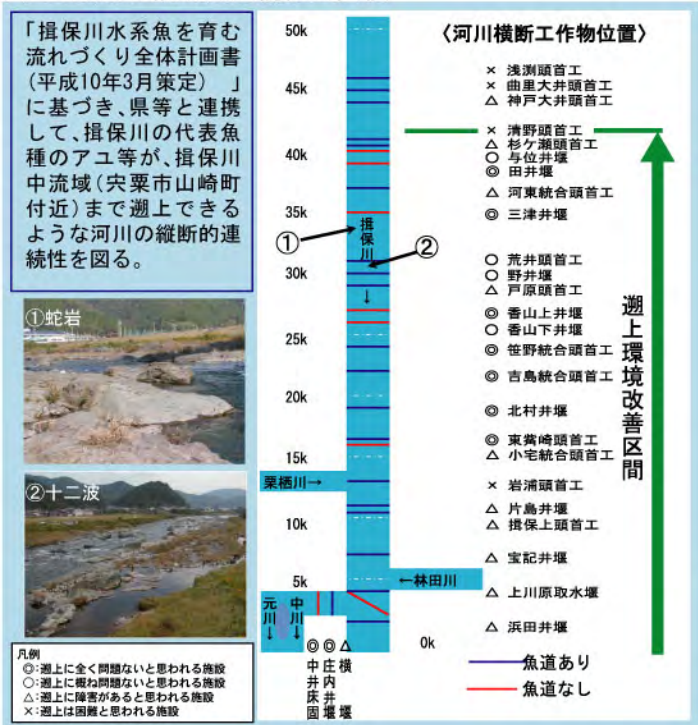 「揖保川水系魚を育む
流れづくり全体計画書
(平成10年3月策定) 」
に基づき、県等と連携
して、揖保川の代表魚
種のアユ等が、揖保川
中流域(宍粟市山崎町
付近)まで遡上できる
ような河川の縦断的連
続性を図る。
①蛇岩
②十二波
凡例
◎:遡上に全く問題ないと思われる施設
○:遡上に概ね問題ないと思われる施設
△:遡上に障害があると思われる施設
×:遡上は困難と思われる施設
50k
45k
40k
35k
30k
25k
20k
15k
10k
5k
0k
①
揖保川
↓
②
栗栖川→
←林田川
元川↓
中川↓
◎中井床固
◎庄内井堰
△横堰
〈河川横断工作物位置〉
× 浅渕頭首工
× 曲里大井頭首工
△ 神戸大井頭首工
× 清野頭首工
△ 杉ケ瀬頭首工
○ 与位井堰
◎ 田井堰
△ 河東統合頭首工
◎ 三津井堰
○ 荒井頭首工
○ 野井堰
△ 戸原頭首工
◎ 香山上井堰
○ 香山下井堰
◎ 笹野統合頭首工
◎ 吉島統合頭首工
◎ 北村井堰
◎ 東觜崎頭首工
△ 小宅統合頭首工
× 岩浦頭首工
△ 片島井堰
△ 揖保上頭首工
△ 宝記井堰
△ 上川原取水堰
△ 浜田井堰
遡上環境改善区間
魚道あり
魚道なし